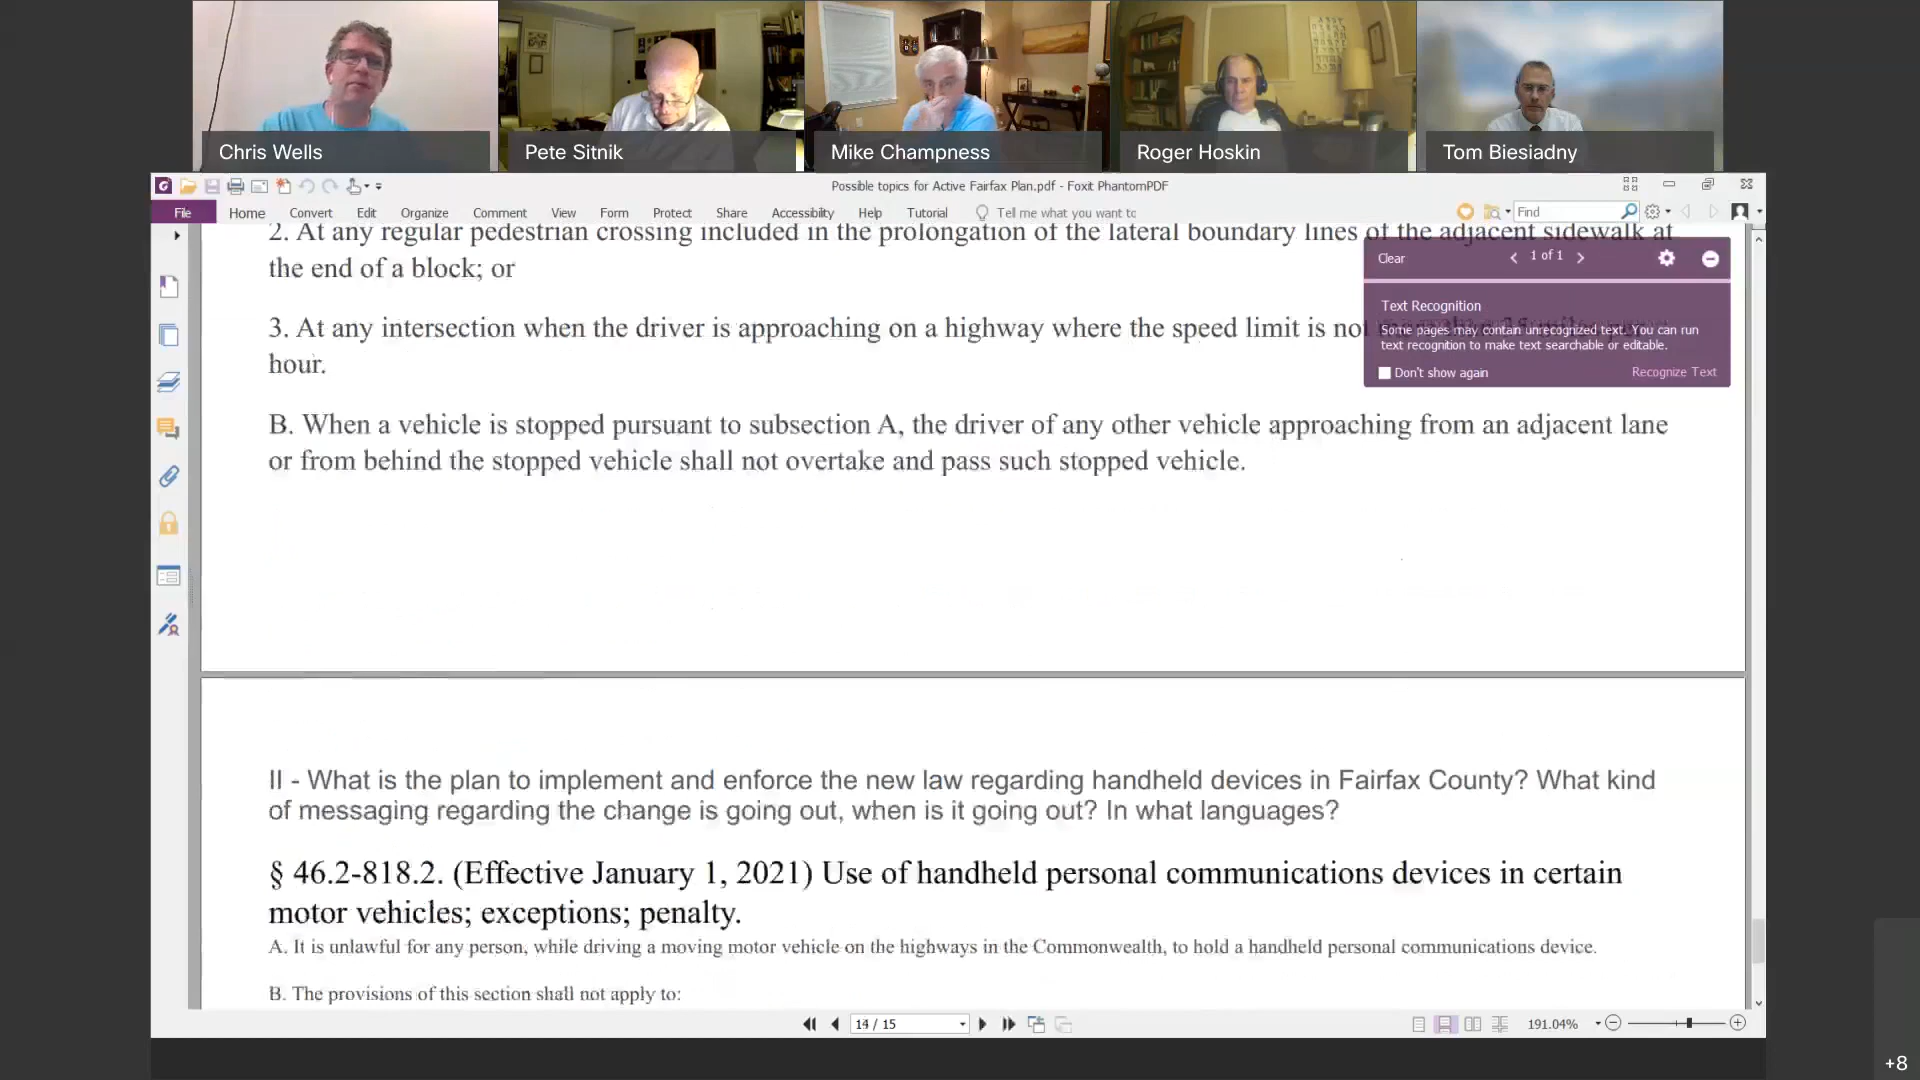 Chris Wells
Pete Sitnik
Mike Champness
Roger Hoskin
Tom Biesiadny
Possible topics for Active Fairfax Plan.pdf - Foxit PhantomPDF
File Home Convert Edit Organize Comment View Form Protect Share Accessibility Help Tutorial Tell me what you want to Find
2. At any regular pedestrian crossing included in the prolongation of the lateral boundary lines of the adjacent sidewalk at
the end of a block; or
Clear 1 of 1
Text Recognition
Some pages may contain unrecognized text. You can run
text recognition to make text searchable or editable.
Don't show again Recognize Text
3. At any intersection when the driver is approaching on a highway where the speed limit is not
hour.
B. When a vehicle is stopped pursuant to subsection A, the driver of any other vehicle approaching from an adjacent lane
or from behind the stopped vehicle shall not overtake and pass such stopped vehicle.
II - What is the plan to implement and enforce the new law regarding handheld devices in Fairfax County? What kind
of messaging regarding the change is going out, when is it going out? In what languages?
§ 46.2-818.2. (Effective January 1, 2021) Use of handheld personal communications devices in certain
motor vehicles; exceptions; penalty.
A. It is unlawful for any person, while driving a moving motor vehicle on the highways in the Commonwealth, to hold a handheld personal communications device.
B. The provisions of this section shall not apply to:
14 / 15
191.04%
+8